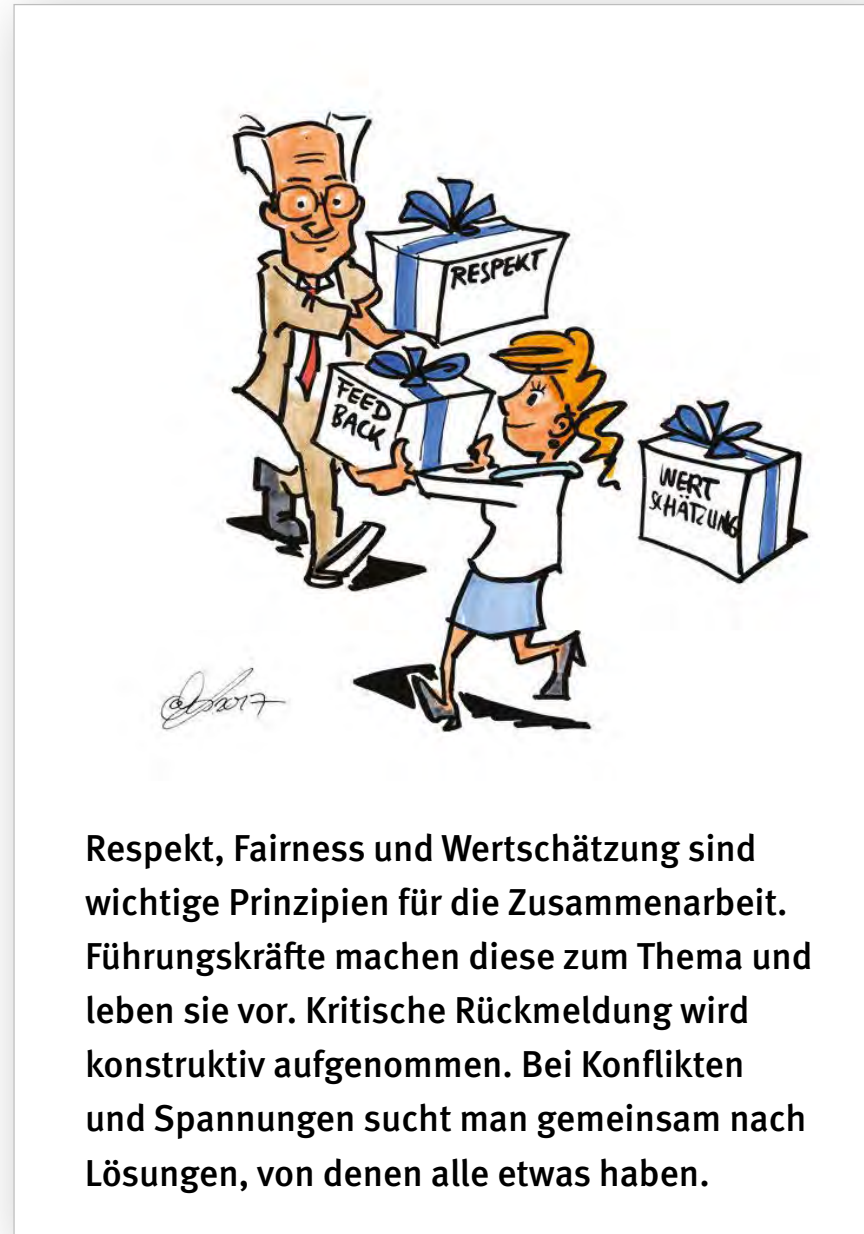 RESPEKT
FEED
BACK
WERT
SCHÄTZUNG
2017
Respekt, Fairness und Wertschätzung sind
wichtige Prinzipien für die Zusammenarbeit.
Führungskräfte machen diese zum Thema und
leben sie vor. Kritische Rückmeldung wird
konstruktiv aufgenommen. Bei Konflikten
und Spannungen sucht man gemeinsam nach
Lösungen, von denen alle etwas haben.